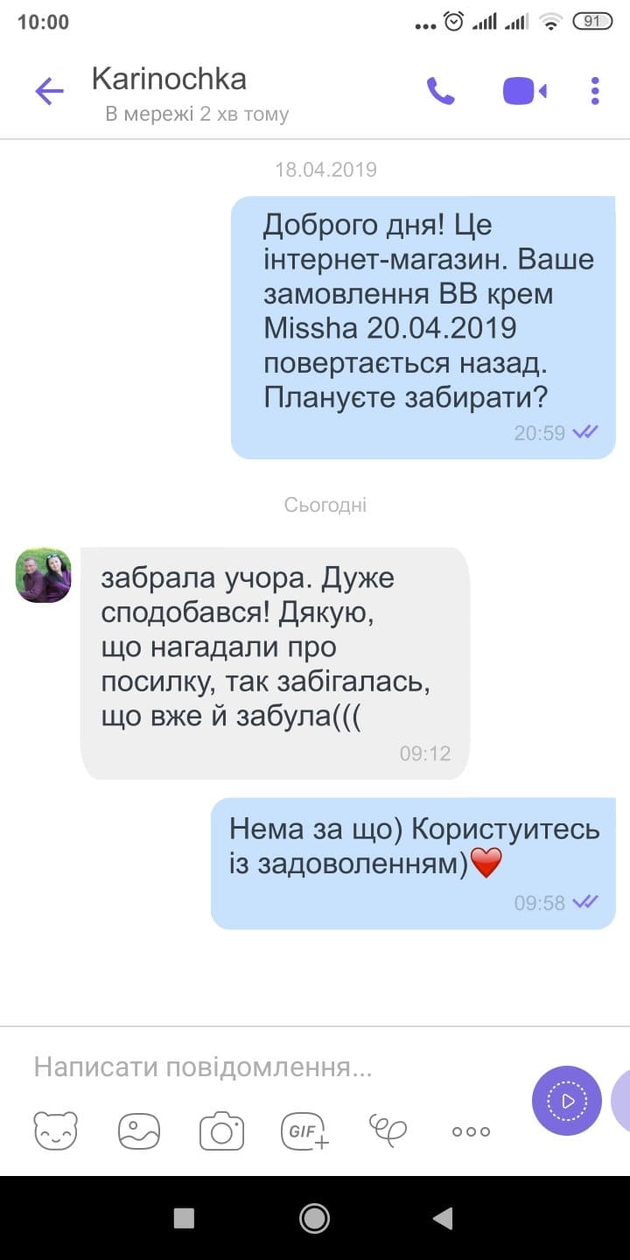 10:00
91
Karinochka
В мережі 2 хв тому
18.04.2019
Доброго дня! Це
інтернет-магазин. Ваше
замовлення ВВ крем
Missha 20.04.2019
повертається назад.
Плануєте забирати?
20:59
Сьогодні
забрала учора. Дуже
сподобався! Дякую,
що нагадали про
посилку, так забігалась,
що вже й забула(((
09:12
Нема за що) Користуитесь
із задоволенням)❤️
09:58
Написати повідомлення...
GIF